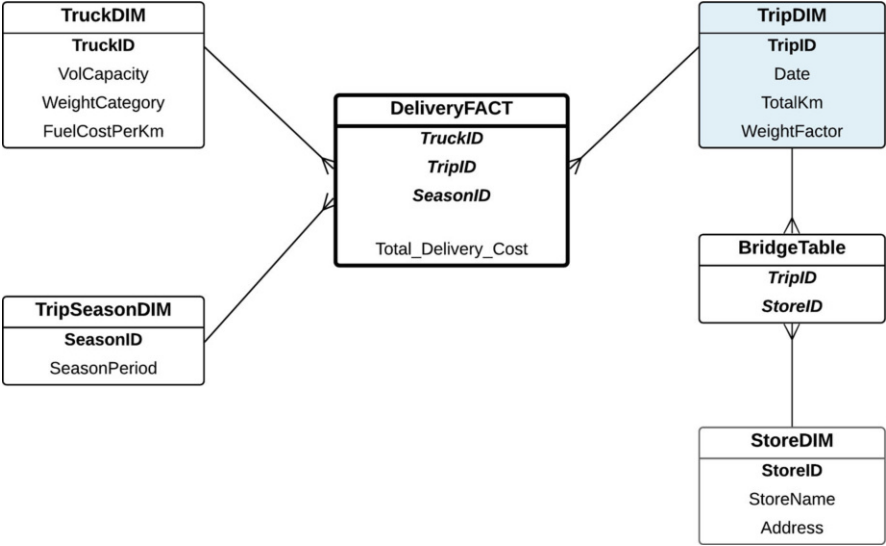 TruckDIM
TruckID
VolCapacity
WeightCategory
FuelCostPerKm
DeliveryFACT
TruckID
TripID
SeasonID
Total_Delivery_Cost
TripDIM
TripID
Date
TotalKm
WeightFactor
BridgeTable
TripID
StoreID
TripSeasonDIM
SeasonID
SeasonPeriod
StoreDIM
StoreID
StoreName
Address